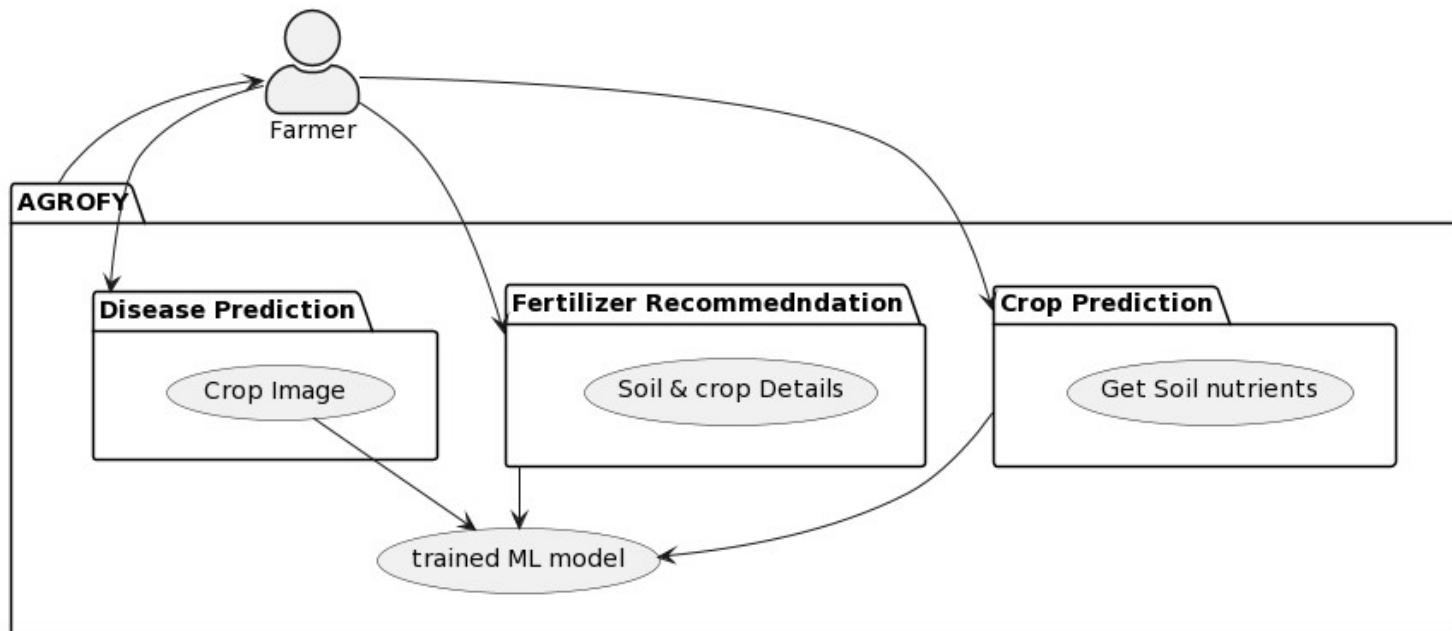 Farmer
AGROFY
Disease Prediction
Fertilizer Recommedndation
Crop Prediction
Crop Image
Soil & crop Details
Get Soil nutrients
trained ML model